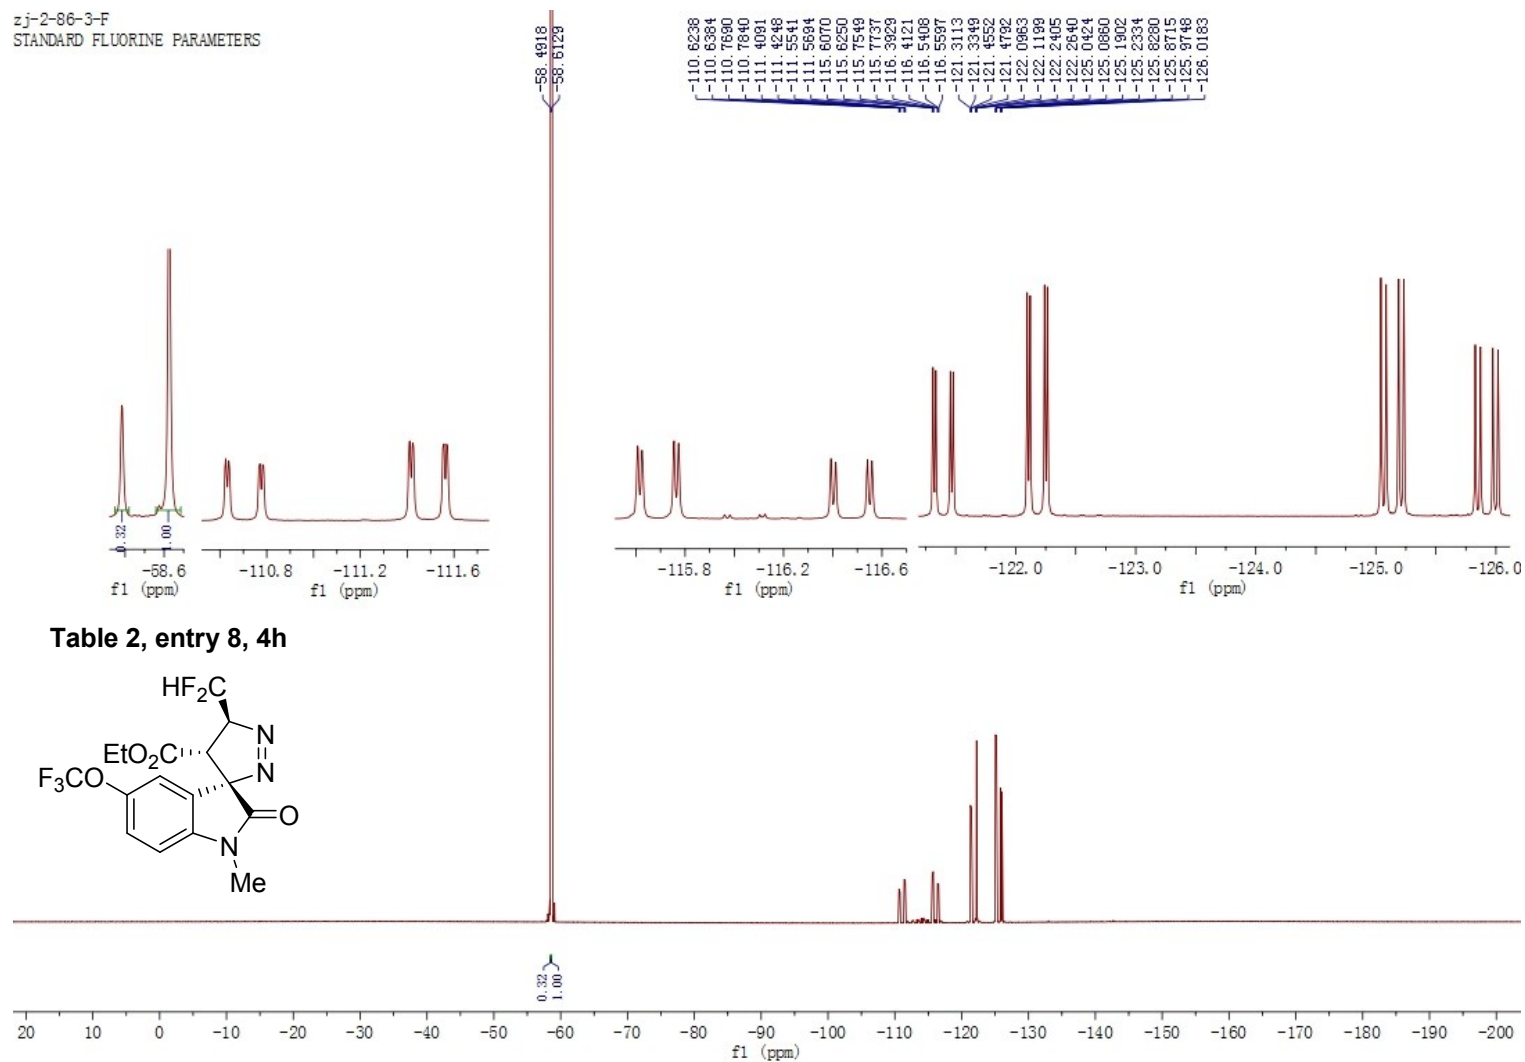 zj-2-86-3-F
STANDARD FLUORINE PARAMETERS
-58.4918
-58.6129
-110.6238
-110.6384
-110.7690
-110.7840
-111.4091
-111.4248
-111.5541
-111.5694
-115.6070
-115.6250
-115.7549
-115.7737
-116.3929
-116.4121
-116.5408
-116.5597
-121.3113
-121.3349
-121.4552
-121.4792
-122.0963
-122.1199
-122.2405
-122.2640
-125.0424
-125.0860
-125.1902
-125.2334
-125.8280
-125.8715
-125.9748
-126.0183
0.32
1.00
-58.6
f1 (ppm)
-110.8 -111.2 -111.6
f1 (ppm)
-115.8 -116.2 -116.6
f1 (ppm)
-122.0 -123.0 -124.0 -125.0 -126.0
f1 (ppm)
Table 2, entry 8, 4h
HF2C
N
EtO2C
N
F3CO
O
N
Me
0.32
1.00
20 10 0 -10 -20 -30 -40 -50 -60 -70 -80 -90 -100 -110 -120 -130 -140 -150 -160 -170 -180 -190 -200
f1 (ppm)